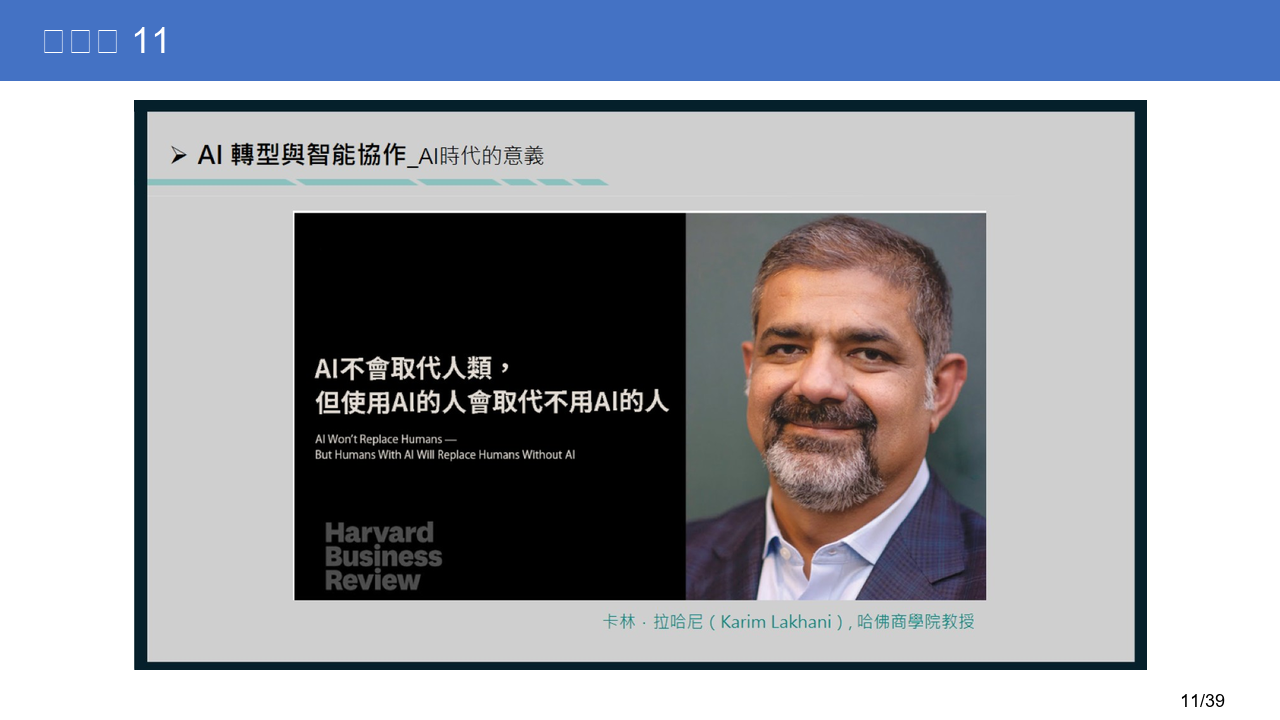 11
➢ AI 轉型與智能協作_AI時代的意義
AI不會取代人類，
但使用AI的人會取代不用AI的人
AI Won't Replace Humans —
But Humans With AI Will Replace Humans Without AI
Harvard
Business
Review
卡林 · 拉哈尼 ( Karim Lakhani ) , 哈佛商學院教授
11/39